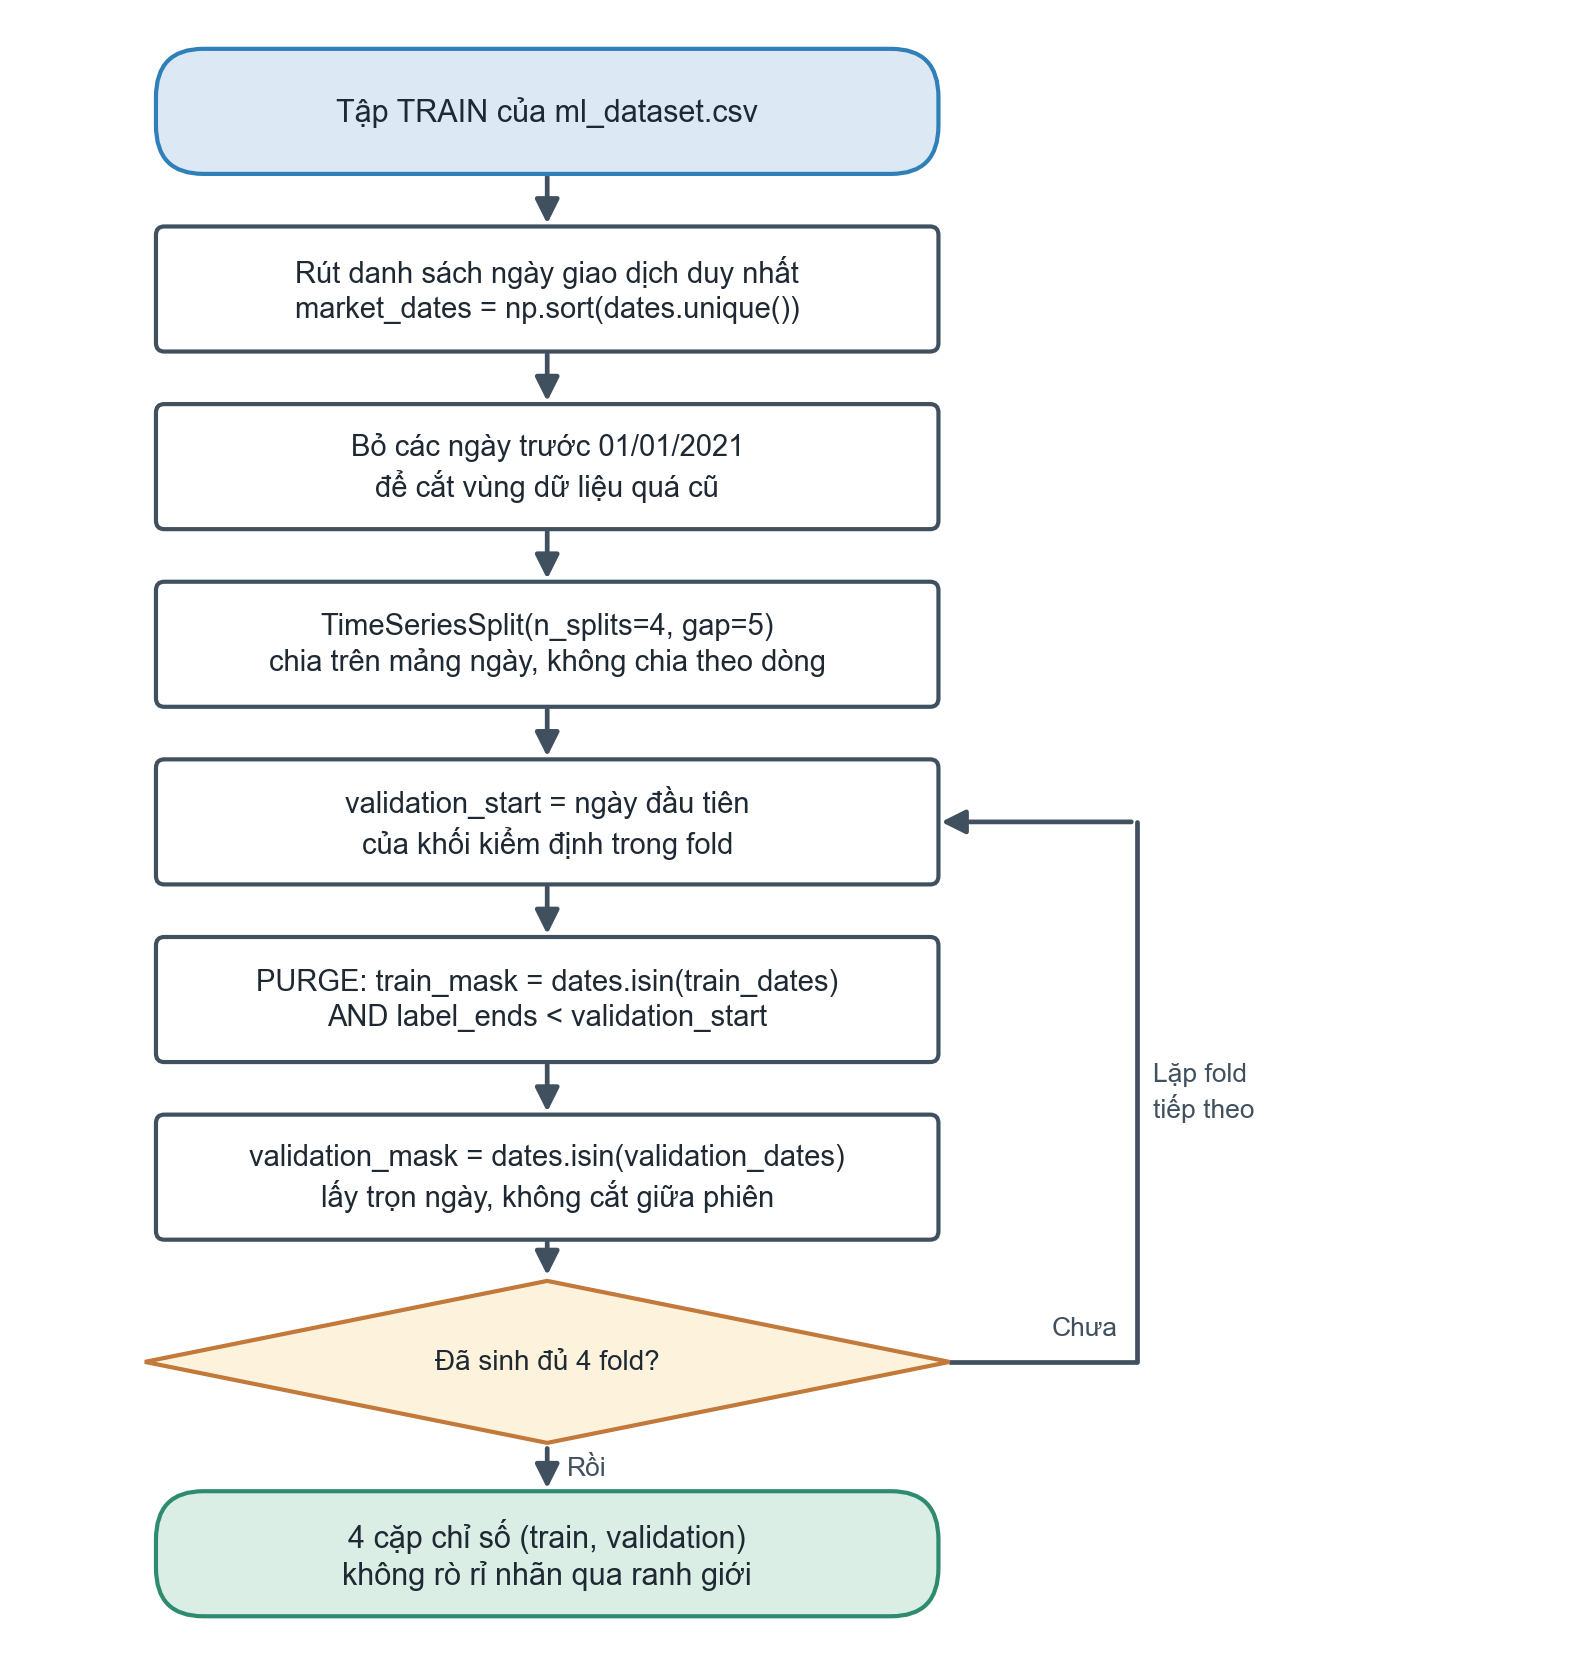 Tập TRAIN của ml_dataset.csv
Rút danh sách ngày giao dịch duy nhất
market_dates = np.sort(dates.unique())
Bỏ các ngày trước 01/01/2021
để cắt vùng dữ liệu quá cũ
TimeSeriesSplit(n_splits=4, gap=5)
chia trên mảng ngày, không chia theo dòng
validation_start = ngày đầu tiên
của khối kiểm định trong fold
PURGE: train_mask = dates.isin(train_dates)
AND label_ends < validation_start
Lặp fold
tiếp theo
validation_mask = dates.isin(validation_dates)
lấy trọn ngày, không cắt giữa phiên
Chưa
Đã sinh đủ 4 fold?
Rồi
4 cặp chỉ số (train, validation)
không rò rỉ nhãn qua ranh giới